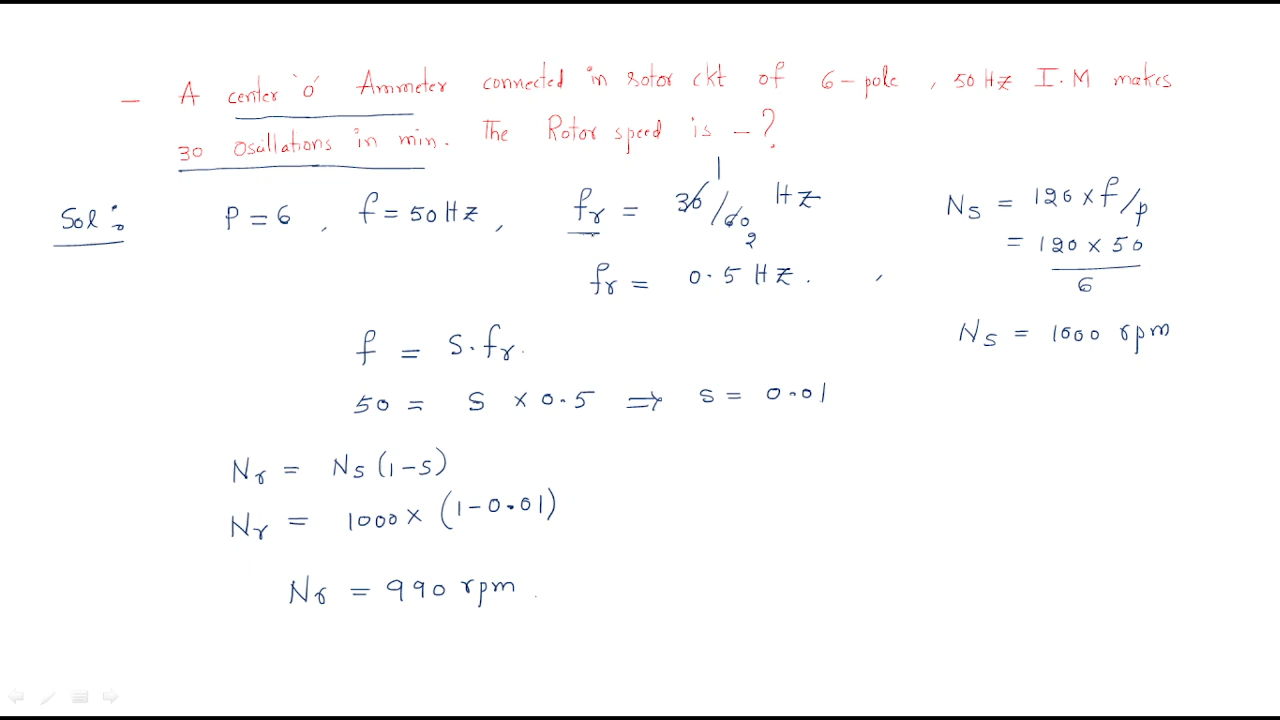 - A center 'o' Ammeter connected in rotor ckt of 6-pole, 50 Hz I.M makes
30 oscillations in min. The Rotor speed is - ?
Sol: P = 6, f = 50 Hz, fr = 30/60 Hz
1
2
fr = 0.5 Hz. ,
Ns = 120 x f/p
= 120 x 50
6
Ns = 1000 rpm
f = S. fr.
50 = S x 0.5 => s = 0.01
Nr = Ns (1-s)
Nr = 1000 x (1-0.01)
Nr = 990 rpm.